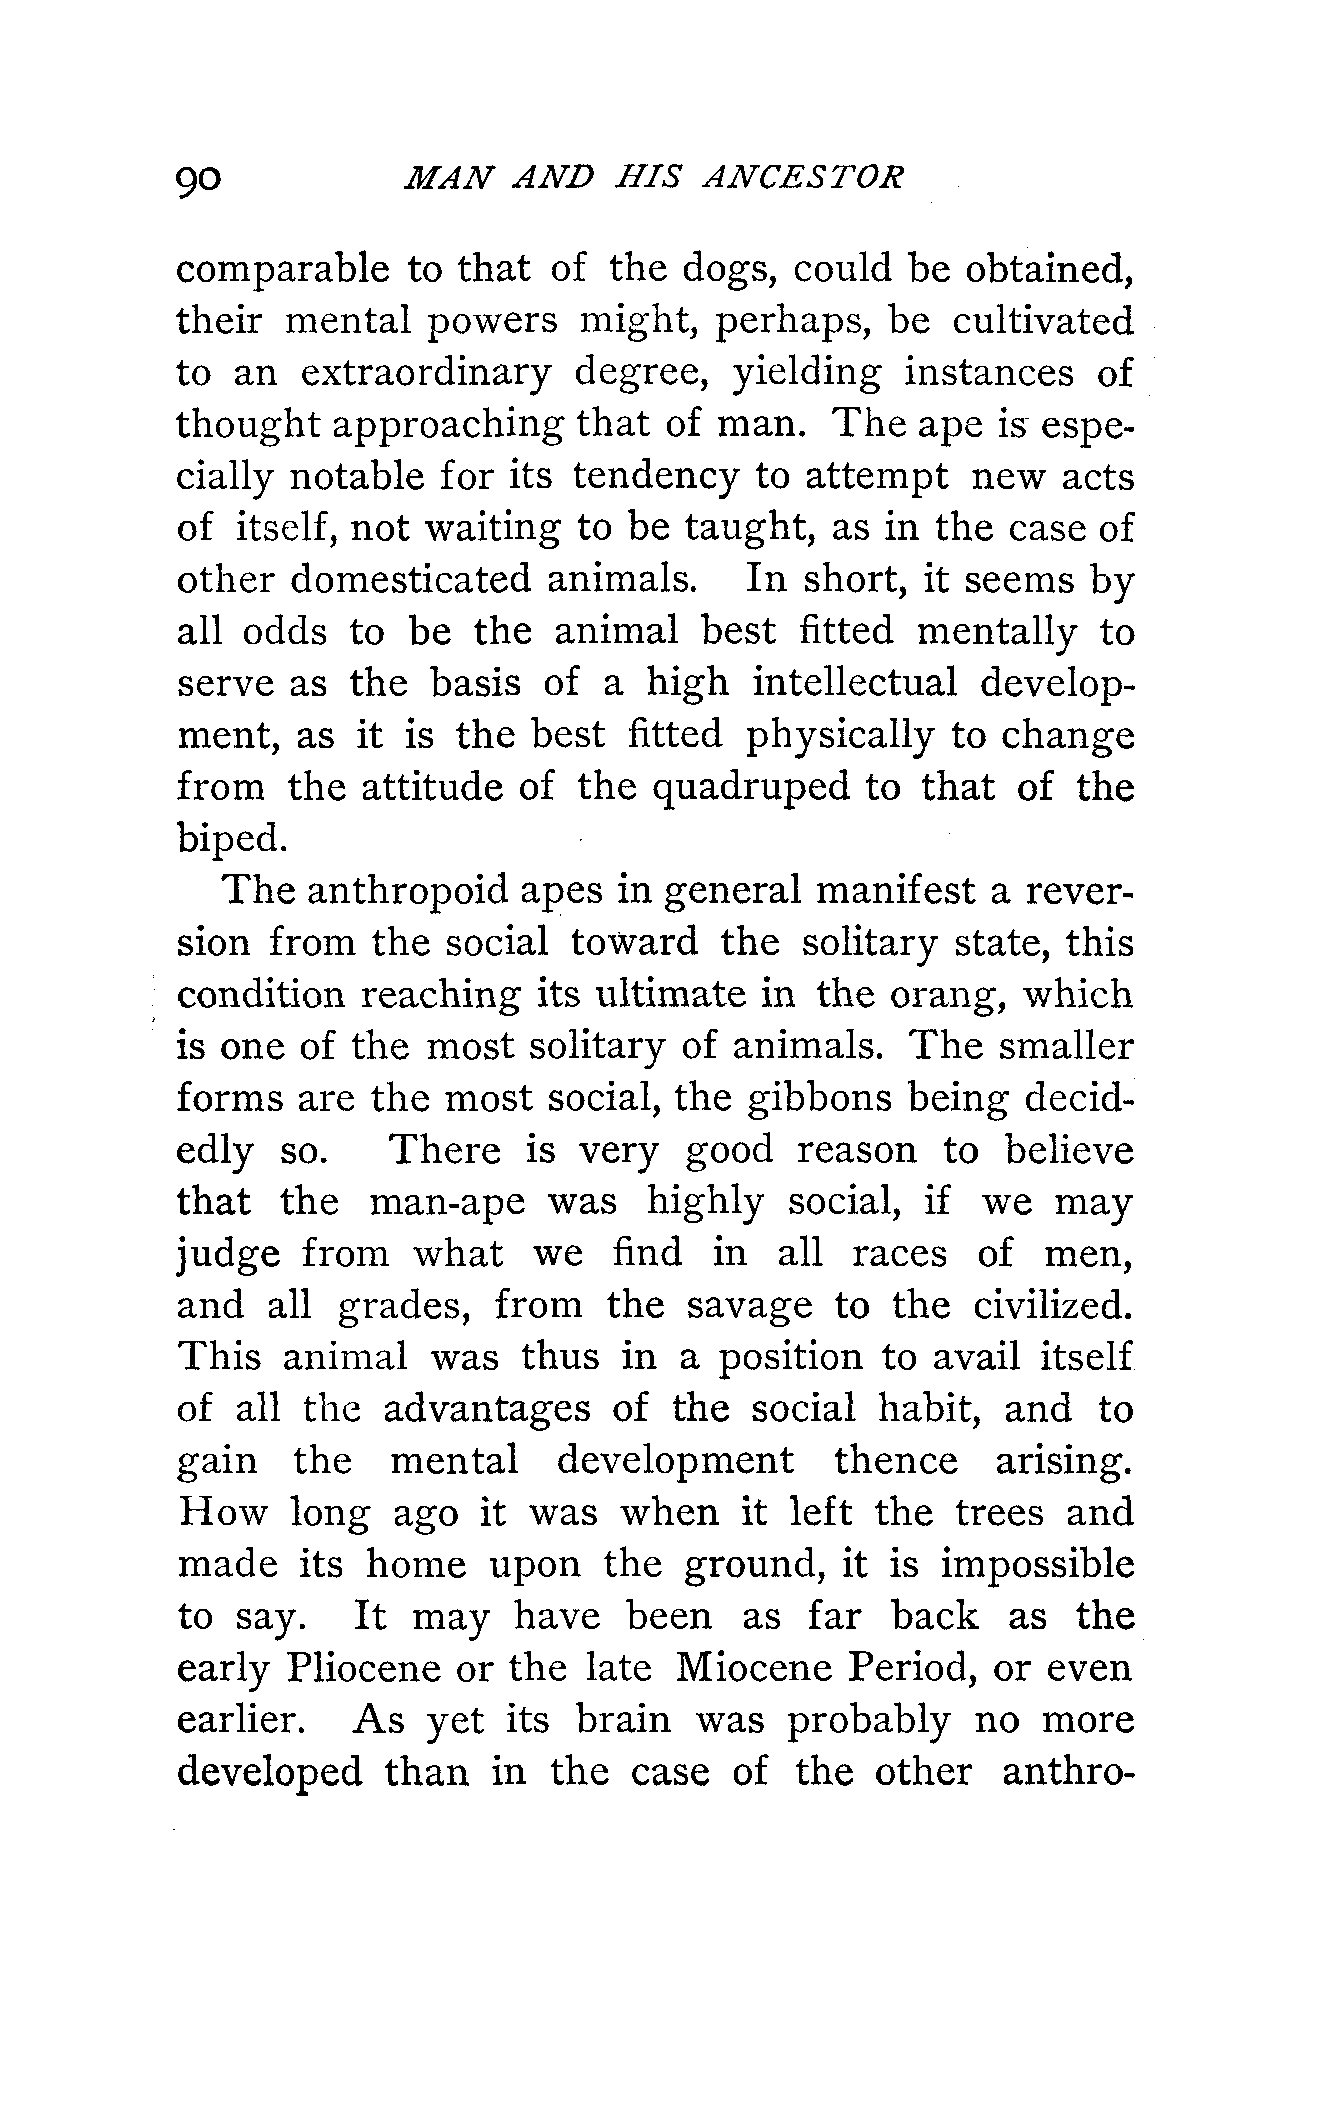 90 MAN AND HIS ANCESTOR
comparable to that of the dogs, could be obtained,
their mental powers might, perhaps, be cultivated
to an extraordinary degree, yielding instances of
thought approaching that of man. The ape is espe-
cially notable for its tendency to attempt new acts
of itself, not waiting to be taught, as in the case of
other domesticated animals. In short, it seems by
all odds to be the animal best fitted mentally to
serve as the basis of a high intellectual develop-
ment, as it is the best fitted physically to change
from the attitude of the quadruped to that of the
biped.
The anthropoid apes in general manifest a rever-
sion from the social toward the solitary state, this
condition reaching its ultimate in the orang, which
is one of the most solitary of animals. The smaller
forms are the most social, the gibbons being decid-
edly so. There is very good reason to believe
that the man-ape was highly social, if we may
judge from what we find in all races of men,
and all grades, from the savage to the civilized.
This animal was thus in a position to avail itself
of all the advantages of the social habit, and to
gain the mental development thence arising.
How long ago it was when it left the trees and
made its home upon the ground, it is impossible
to say. It may have been as far back as the
early Pliocene or the late Miocene Period, or even
earlier. As yet its brain was probably no more
developed than in the case of the other anthro-